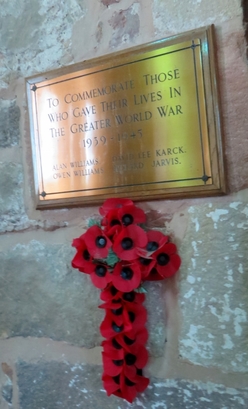 TO COMMEMORATE THOSE
WHO GAVE THEIR LIVES IN
THE GREATER WORLD WAR
1939 - 1945
ALAN WILLIAMS. KARCK.
OWEN WILLIAMS. JARVIS.